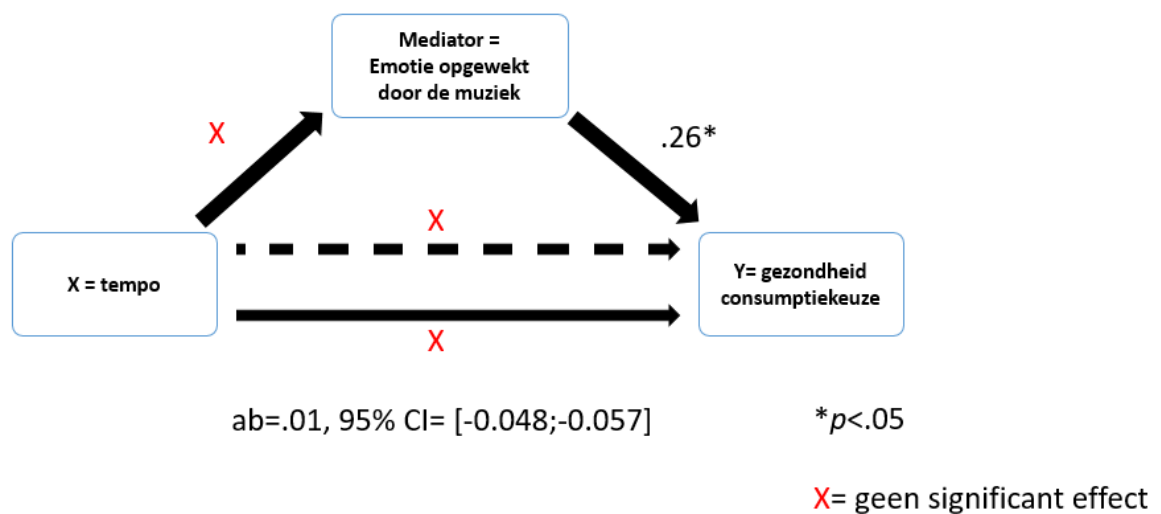 Mediator =
Emotie opgewekt
door de muziek
X
.26*
X
X = tempo
Y= gezondheid
consumptiekeuze
X
ab=.01, 95% CI= [-0.048;-0.057]
*p<.05
X= geen significant effect